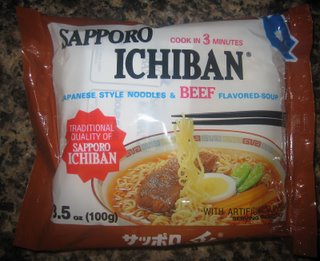 SAPPORO
COOK IN 3 MINUTES
ICHIBAN®
JAPANESE STYLE NOODLES & BEEF FLAVORED-SOUP
TRADITIONAL
QUALITY OF
SAPPORO
ICHIBAN
3.5 oz (100g)
WITH
SERVING
サッポロ